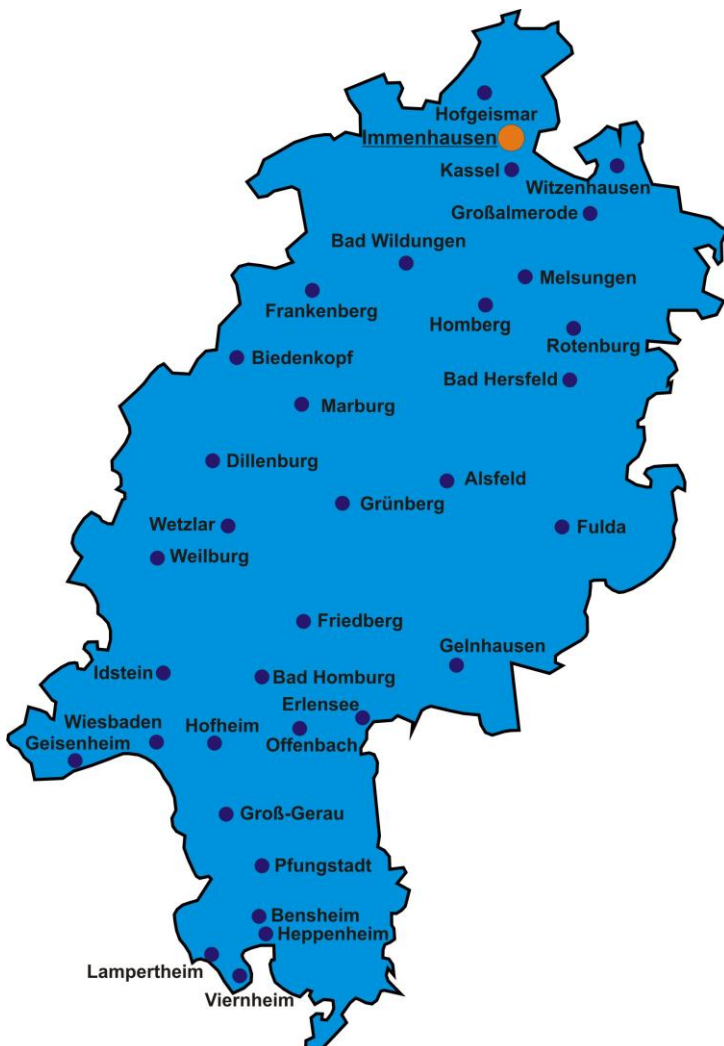 Hofgeismar
Immenhausen
Kassel
Witzenhausen
Großalmerode
Bad Wildungen
Melsungen
Frankenberg
Homberg
Rotenburg
Biedenkopf
Bad Hersfeld
Marburg
Dillenburg
Alsfeld
Grünberg
Wetzlar
Fulda
Weilburg
Friedberg
Gelnhausen
Idstein
Bad Homburg
Erlensee
Wiesbaden
Hofheim
Geisenheim
Offenbach
Groß-Gerau
Pfungstadt
Bensheim
Heppenheim
Lampertheim
Viernheim